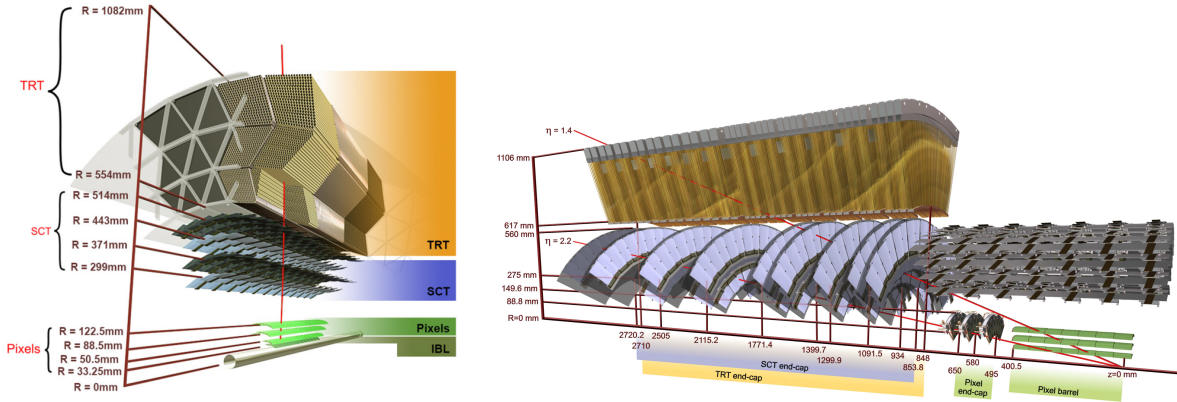 R = 1082mm
TRT
R = 554mm
R = 514mm
R = 443mm
SCT
R = 371mm
R = 299mm
R = 122.5mm
R = 88.5mm
Pixels
R = 50.5mm
R = 33.25mm
R = 0mm
TRT
SCT
Pixels
IBL
η = 1.4
1106 mm
617 mm
560 mm
η = 2.2
275 mm
149.6 mm
88.8 mm
R=0 mm
2720.2
2710
2505
2115.2
1771.4
1399.7
1299.9
1091.5
934
848
853.8
650
580
495
400.5
z=0 mm
SCT end-cap
TRT end-cap
Pixel
end-cap
Pixel barrel